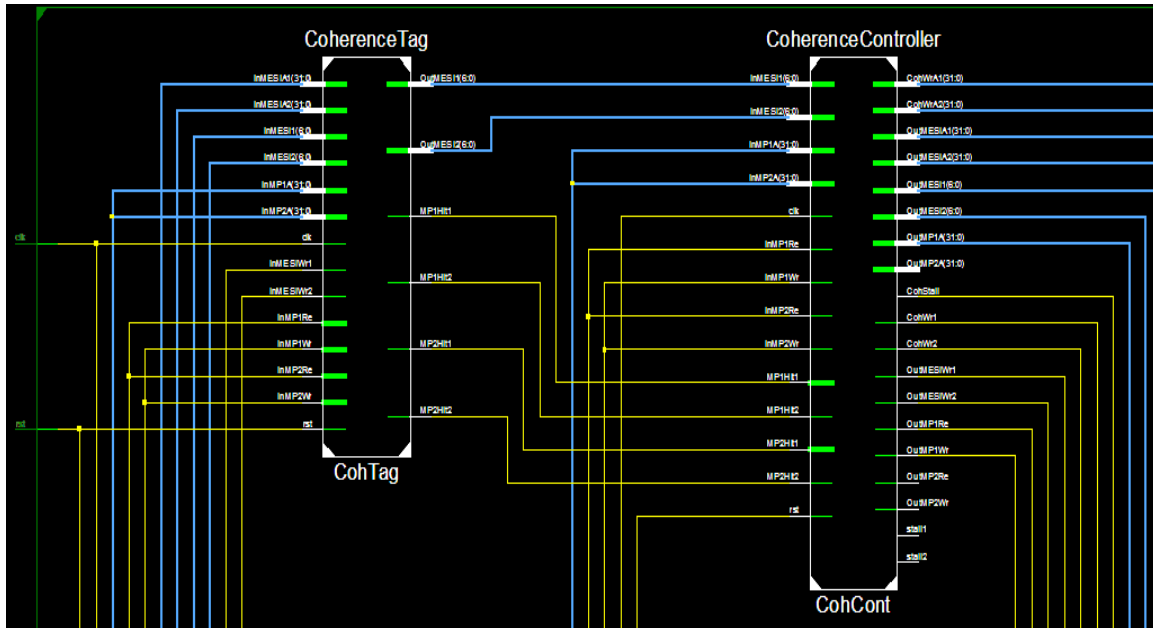 CoherenceTag
InMESIA1(31:0)
InMESIA2(31:0)
InMESI1(6:0)
InMESI2(6:0)
InMP1A(31:0)
InMP2A(31:0)
clk
InMESIWr1
InMESIWr2
InMP1Re
InMP1Wr
InMP2Re
InMP2Wr
rst
OutMESI1(6:0)
OutMESI2(6:0)
MP1Hit1
MP1Hit2
MP2Hit1
MP2Hit2
CohTag
clk
rst
CoherenceController
InMESI1(6:0)
InMESI2(6:0)
InMP1A(31:0)
InMP2A(31:0)
clk
InMP1Re
InMP1Wr
InMP2Re
InMP2Wr
MP1Hit1
MP1Hit2
MP2Hit1
MP2Hit2
rst
CohWrA1(31:0)
CohWrA2(31:0)
OutMESIA1(31:0)
OutMESIA2(31:0)
OutMESI1(6:0)
OutMESI2(6:0)
OutMP1A(31:0)
OutMP2A(31:0)
CohStall
CohWr1
CohWr2
OutMESIWr1
OutMESIWr2
OutMP1Re
OutMP1Wr
OutMP2Re
OutMP2Wr
stall1
stall2
CohCont